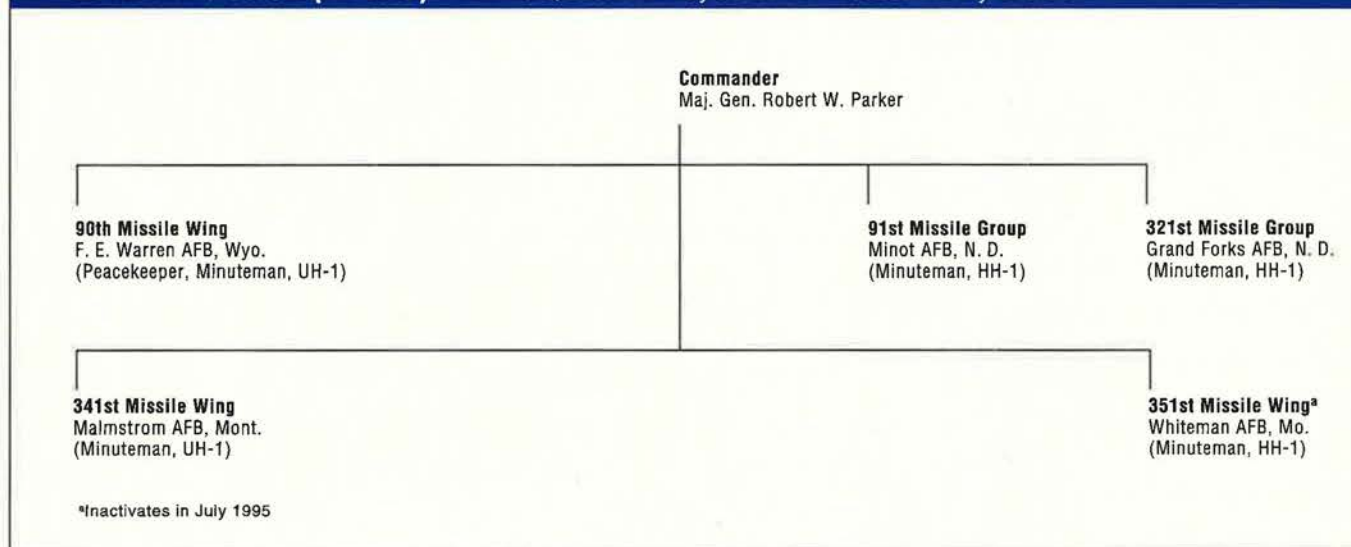 Commander
Maj. Gen. Robert W. Parker
90th Missile Wing
F. E. Warren AFB, Wyo.
(Peacekeeper, Minuteman, UH-1)
91st Missile Group
Minot AFB, N. D.
(Minuteman, HH-1)
321st Missile Group
Grand Forks AFB, N. D.
(Minuteman, HH-1)
341st Missile Wing
Malmstrom AFB, Mont.
(Minuteman, UH-1)
351st Missile Wingᵃ
Whiteman AFB, Mo.
(Minuteman, HH-1)
ᵃInactivates in July 1995